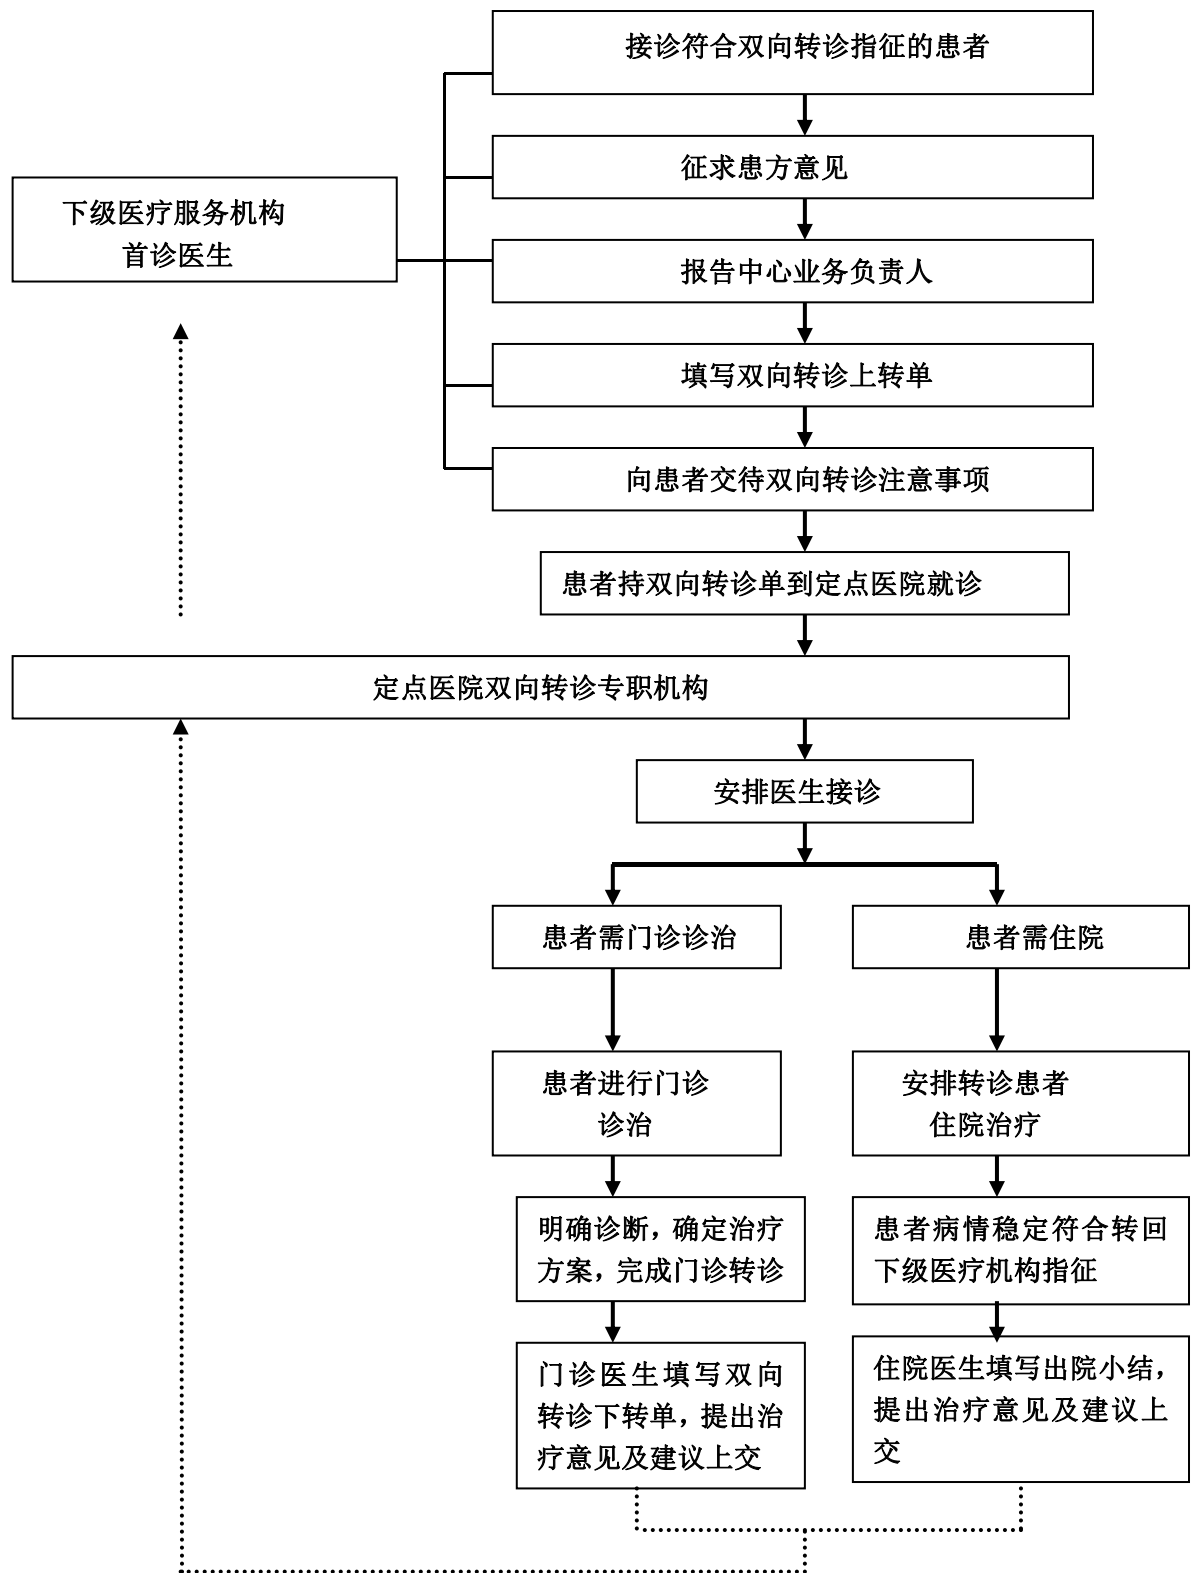 接诊符合双向转诊指征的患者
征求患方意见
下级医疗服务机构
首诊医生
报告中心业务负责人
填写双向转诊上转单
向患者交待双向转诊注意事项
患者持双向转诊单到定点医院就诊
定点医院双向转诊专职机构
安排医生接诊
患者需门诊诊治
患者需住院
患者进行门诊
诊治
安排转诊患者
住院治疗
明确诊断，确定治疗
方案，完成门诊转诊
患者病情稳定符合转回
下级医疗机构指征
门诊医生填写双向
转诊下转单，提出治
疗意见及建议上交
住院医生填写出院小结，
提出治疗意见及建议上
交